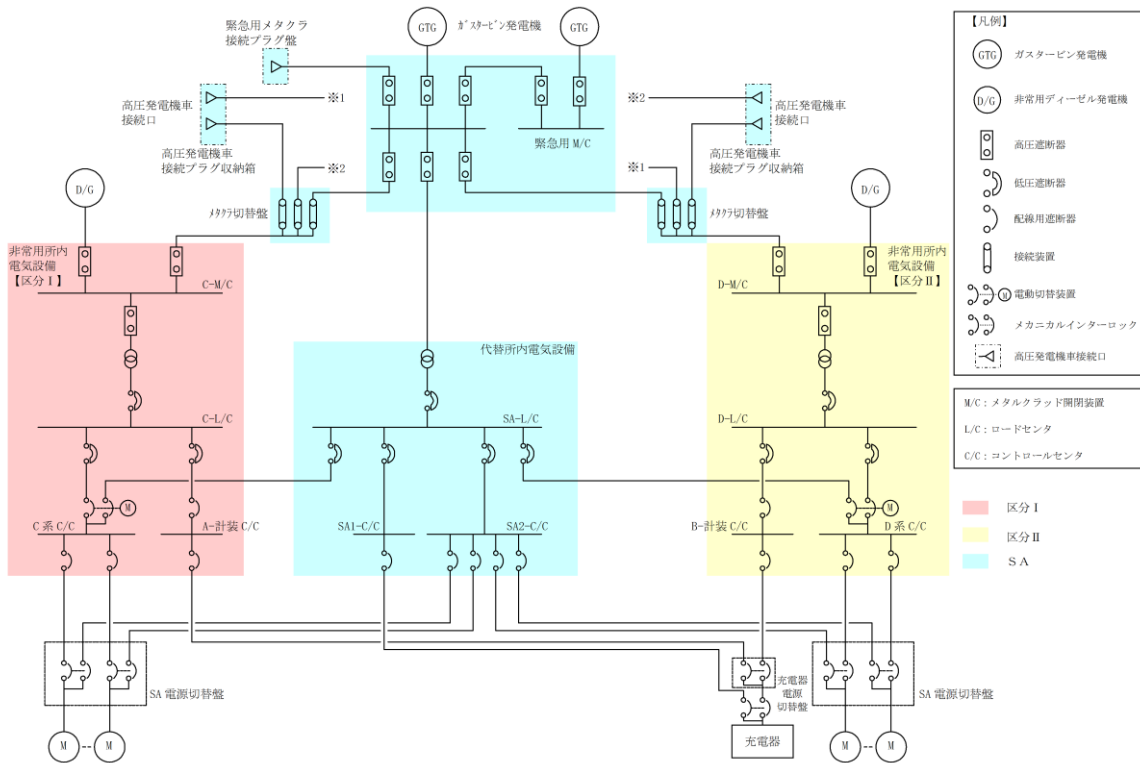 緊急用メタクラ
接続プラグ盤
GTG
ガスタービン発電機
GTG
高圧発電機車
接続口
※1
※2
高圧発電機車
接続口
高圧発電機車
接続プラグ収納箱
※2
緊急用 M/C
※1
高圧発電機車
接続プラグ収納箱
D/G
メタクラ切替盤
メタクラ切替盤
D/G
非常用所内
電気設備
【区分Ⅰ】
C-M/C
非常用所内
電気設備
【区分Ⅱ】
D-M/C
代替所内電気設備
C-L/C
SA-L/C
D-L/C
M
M
C 系 C/C
A-計装 C/C
SA1-C/C
SA2-C/C
B-計装 C/C
D 系 C/C
SA 電源切替盤
充電器
電源
切替盤
SA 電源切替盤
M
M
充電器
M
M
【凡例】
GTG
ガスタービン発電機
D/G
非常用ディーゼル発電機
高圧遮断器
低圧遮断器
配線用遮断器
接続装置
M
電動切替装置
メカニカルインターロック
高圧発電機車接続口
M/C：メタルクラッド開閉装置
L/C：ロードセンタ
C/C：コントロールセンタ
区分Ⅰ
区分Ⅱ
ＳＡ